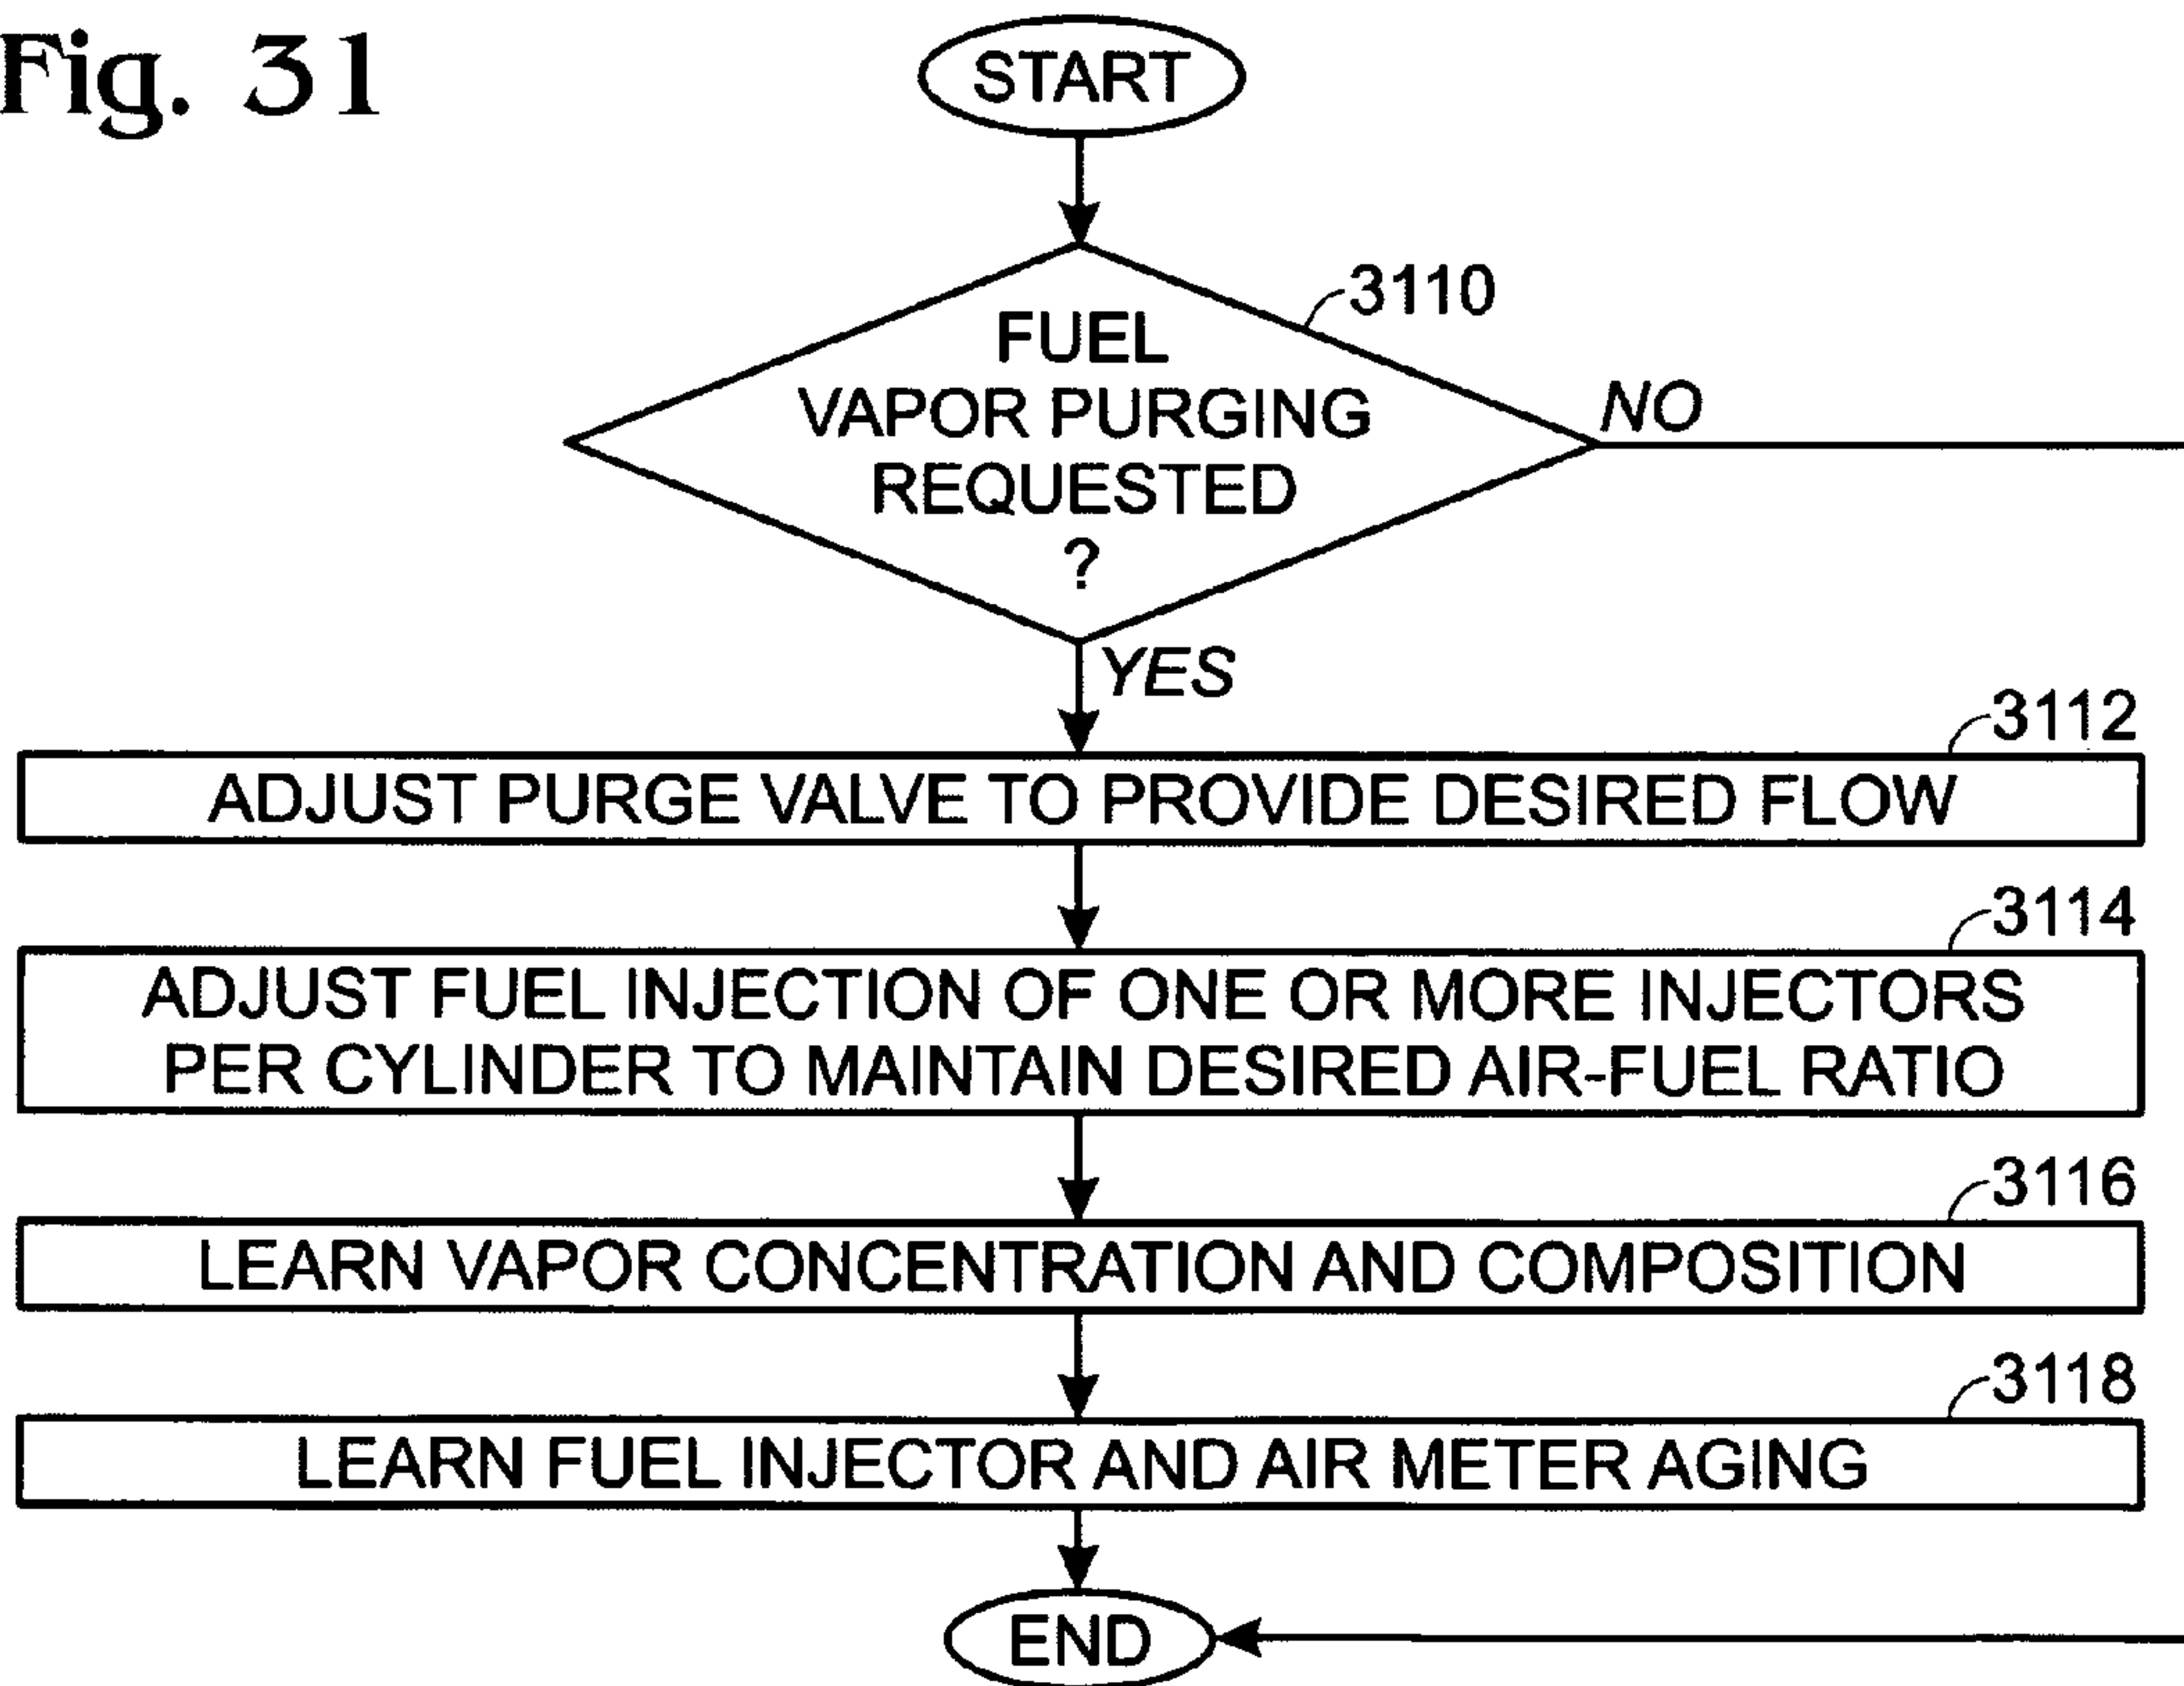 Fig. 31
START
3110
FUEL
VAPOR PURGING
REQUESTED
?
NO
YES
3112
ADJUST PURGE VALVE TO PROVIDE DESIRED FLOW
3114
ADJUST FUEL INJECTION OF ONE OR MORE INJECTORS
PER CYLINDER TO MAINTAIN DESIRED AIR-FUEL RATIO
3116
LEARN VAPOR CONCENTRATION AND COMPOSITION
3118
LEARN FUEL INJECTOR AND AIR METER AGING
END